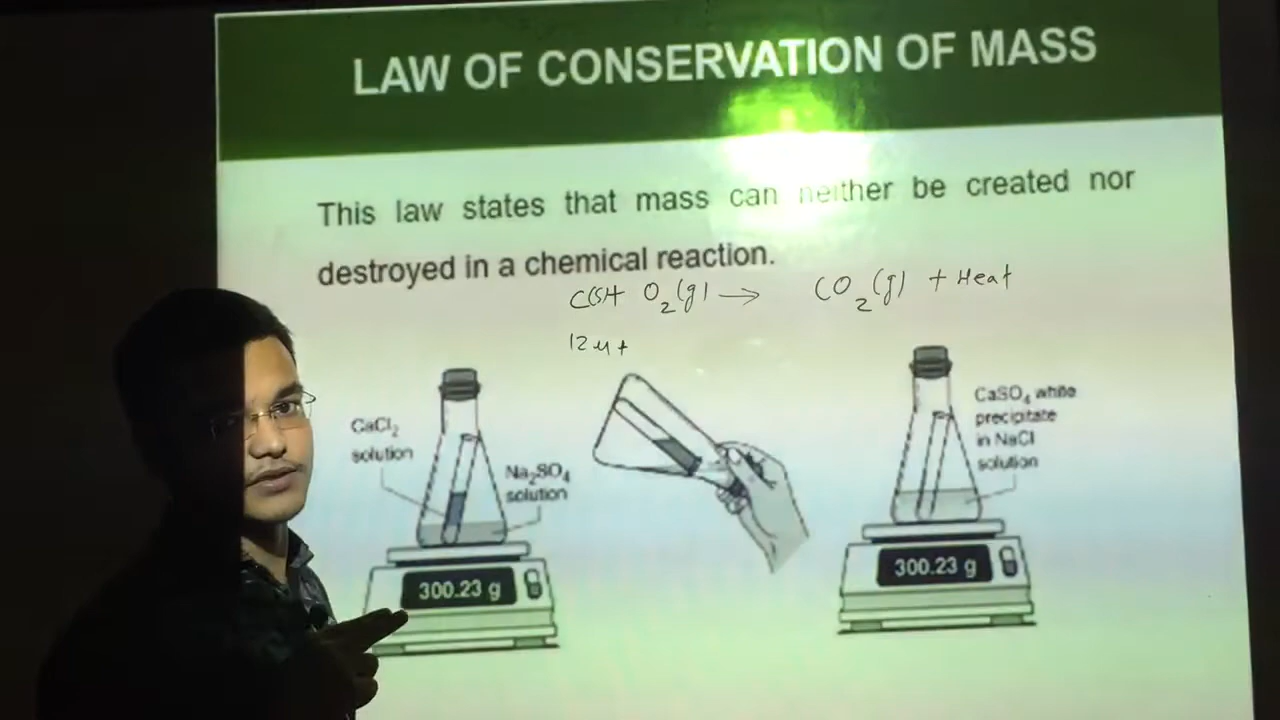 LAW OF CONSERVATION OF MASS
This law states that mass can neither be created nor
destroyed in a chemical reaction.
C(s)+ O₂(g) → CO₂(g) + Heat
CaCl₂
solution
Na₂SO₄
solution
300.23 g
CaSO₄ white
precipitate
in NaCl
solution
300.23 g